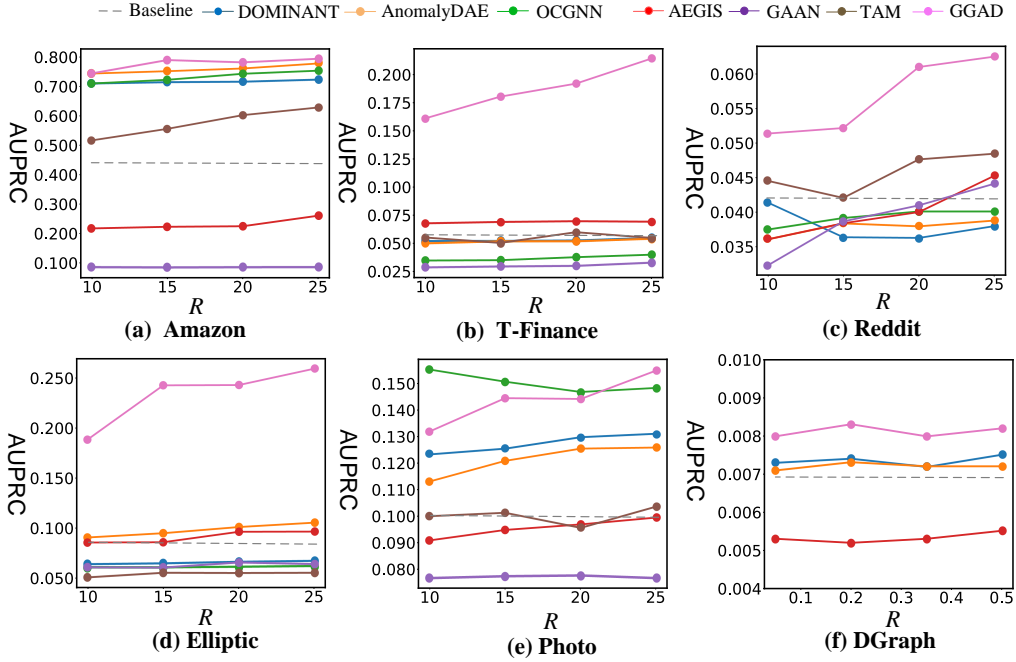 Baseline DOMINANT AnomalyDAE OCGNN AEGIS GAAN TAM GGAD
AUPRC
0.800
0.700
0.600
0.500
0.400
0.300
0.200
0.100
10 15 20 25
R
(a) Amazon
AUPRC
0.200
0.175
0.150
0.125
0.100
0.075
0.050
0.025
10 15 20 25
R
(b) T-Finance
AUPRC
0.060
0.055
0.050
0.045
0.040
0.035
10 15 20 25
R
(c) Reddit
AUPRC
0.250
0.200
0.150
0.100
0.050
10 15 20 25
R
(d) Elliptic
AUPRC
0.150
0.140
0.130
0.120
0.110
0.100
0.090
0.080
10 15 20 25
R
(e) Photo
AUPRC
0.010
0.009
0.008
0.007
0.006
0.005
0.004
0.1 0.2 0.3 0.4 0.5
R
(f) DGraph